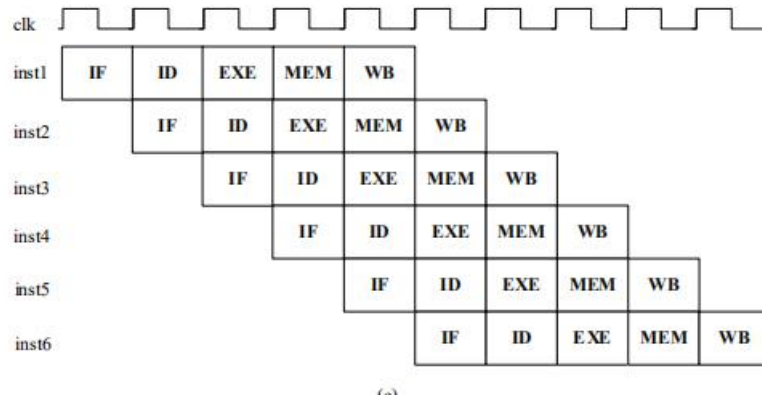 clk
inst1 IF ID EXE MEM WB
inst2 IF ID EXE MEM WB
inst3 IF ID EXE MEM WB
inst4 IF ID EXE MEM WB
inst5 IF ID EXE MEM WB
inst6 IF ID EXE MEM WB